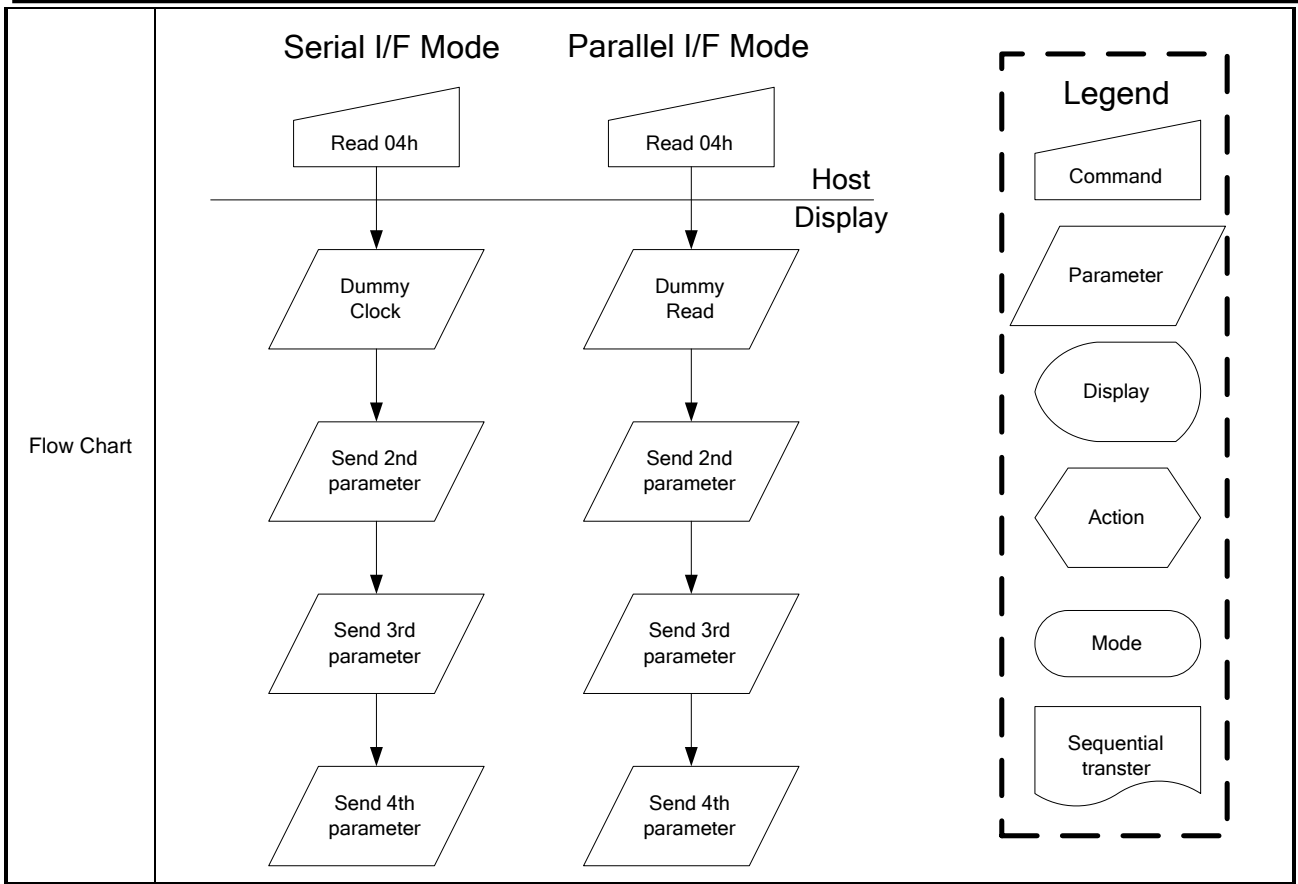 Flow Chart
Serial I/F Mode
Read 04h
Dummy
Clock
Send 2nd
parameter
Send 3rd
parameter
Send 4th
parameter
Parallel I/F Mode
Read 04h
Host
Display
Dummy
Read
Send 2nd
parameter
Send 3rd
parameter
Send 4th
parameter
Legend
Command
Parameter
Display
Action
Mode
Sequential
transter